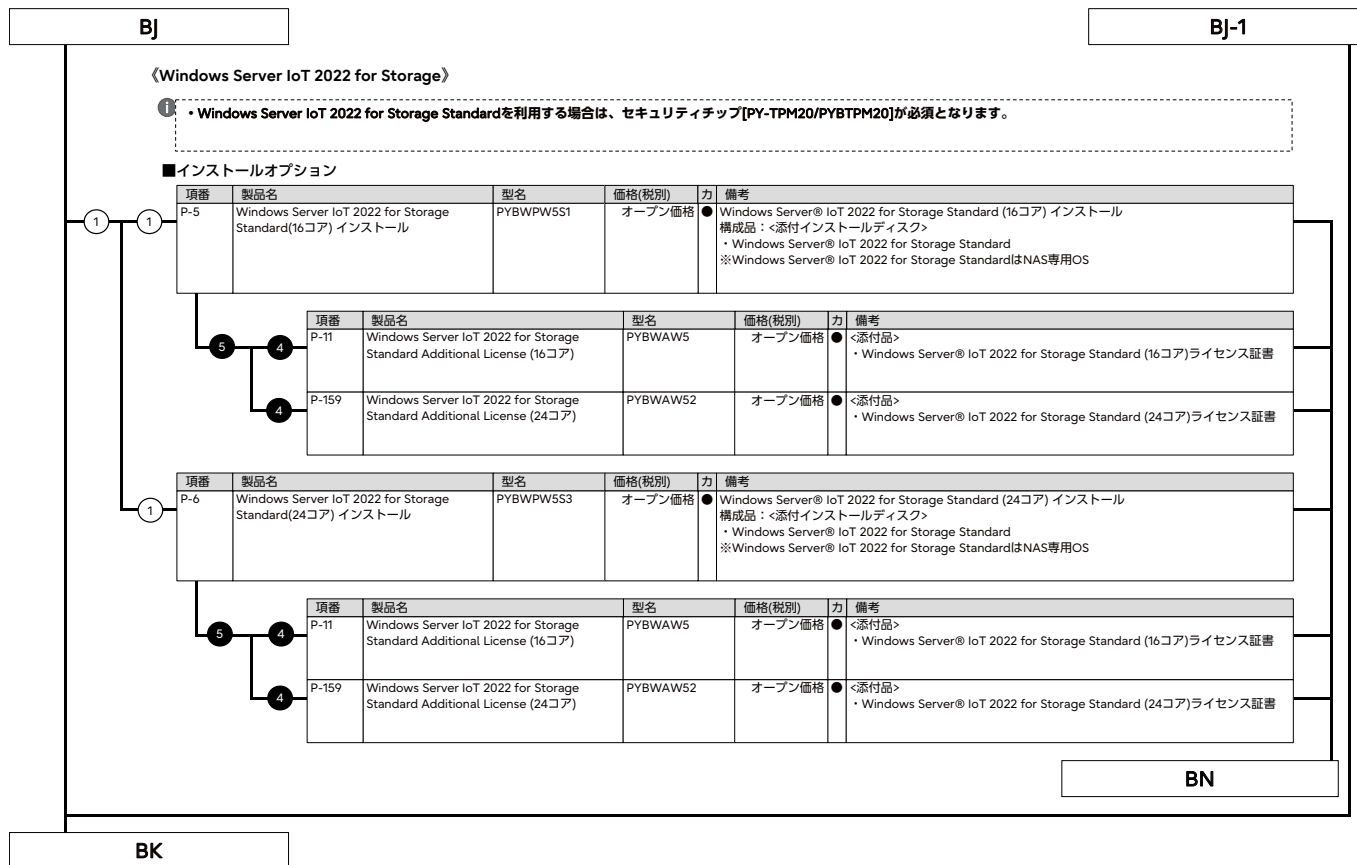 BJ
BJ-1
《Windows Server IoT 2022 for Storage》
i
・Windows Server IoT 2022 for Storage Standardを利用する場合は、セキュリティチップ[PY-TPM20/PYBTPM20]が必須となります。
■インストールオプション
項番 製品名 型名 価格(税別) カ 備考
1 1 P-5 Windows Server IoT 2022 for Storage PYBWPW5S1 オープン価格 ● Windows Server® IoT 2022 for Storage Standard (16コア) インストール
Standard(16コア) インストール 構成品：<添付インストールディスク>
・Windows Server® IoT 2022 for Storage Standard
※Windows Server® IoT 2022 for Storage StandardはNAS専用OS
項番 製品名 型名 価格(税別) カ 備考
5 4 P-11 Windows Server IoT 2022 for Storage PYBWAW5 オープン価格 ● <添付品>
Standard Additional License (16コア) ・Windows Server® IoT 2022 for Storage Standard (16コア)ライセンス証書
4 P-159 Windows Server IoT 2022 for Storage PYBWAW52 オープン価格 ● <添付品>
Standard Additional License (24コア) ・Windows Server® IoT 2022 for Storage Standard (24コア)ライセンス証書
項番 製品名 型名 価格(税別) カ 備考
1 P-6 Windows Server IoT 2022 for Storage PYBWPW5S3 オープン価格 ● Windows Server® IoT 2022 for Storage Standard (24コア) インストール
Standard(24コア) インストール 構成品：<添付インストールディスク>
・Windows Server® IoT 2022 for Storage Standard
※Windows Server® IoT 2022 for Storage StandardはNAS専用OS
項番 製品名 型名 価格(税別) カ 備考
5 4 P-11 Windows Server IoT 2022 for Storage PYBWAW5 オープン価格 ● <添付品>
Standard Additional License (16コア) ・Windows Server® IoT 2022 for Storage Standard (16コア)ライセンス証書
4 P-159 Windows Server IoT 2022 for Storage PYBWAW52 オープン価格 ● <添付品>
Standard Additional License (24コア) ・Windows Server® IoT 2022 for Storage Standard (24コア)ライセンス証書
BN
BK